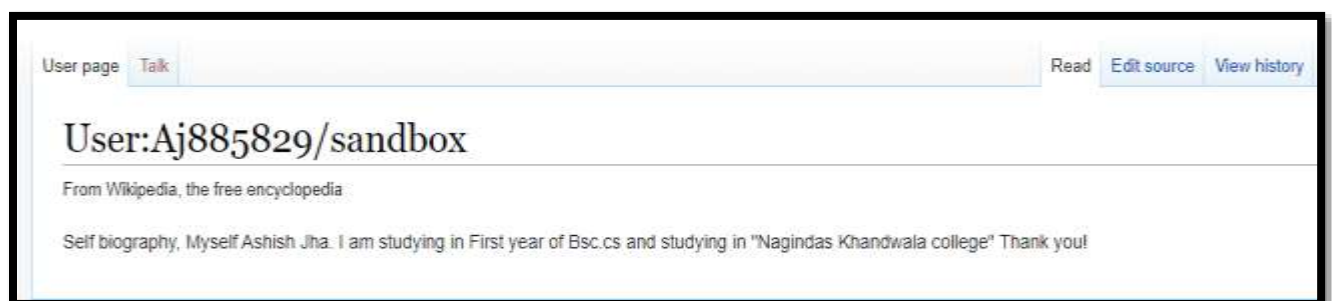 User page Talk Read Edit source View history
User:Aj885829/sandbox
From Wikipedia, the free encyclopedia
Self biography, Myself Ashish Jha. I am studying in First year of Bsc.cs and studying in "Nagindas Khandwala college" Thank you!